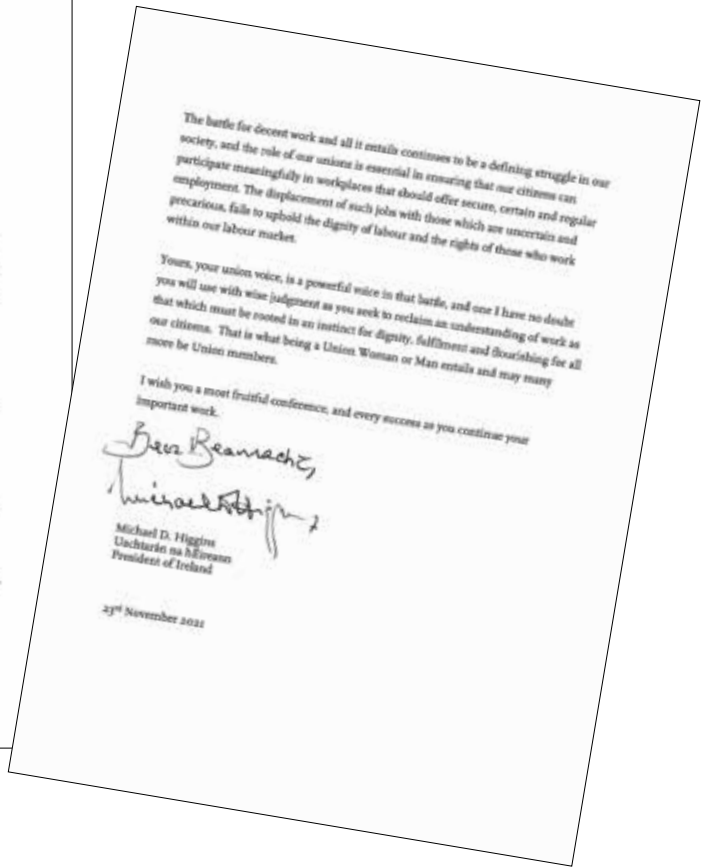 The battle for decent work and all it entails continues to be a defining struggle in our
society, and the role of our unions is essential in ensuring that our citizens can
participate meaningfully in workplaces that should offer secure, certain and regular
employment. The displacement of such jobs with those which are uncertain and
precarious, fails to uphold the dignity of labour and the rights of those who work
within our labour market.
Yours, your union voice, is a powerful voice in that battle, and one I have no doubt
you will use with wise judgment as you seek to reclaim an understanding of work as
that which must be rooted in an instinct for dignity, fulfilment and flourishing for all
our citizens. That is what being a Union Woman or Man entails and may many
more be Union members.
I wish you a most fruitful conference, and every success as you continue your
important work.
Beir Beannacht,
Michael D. Higgins
Michael D. Higgins
Uachtarán na hÉireann
President of Ireland
23rd November 2021